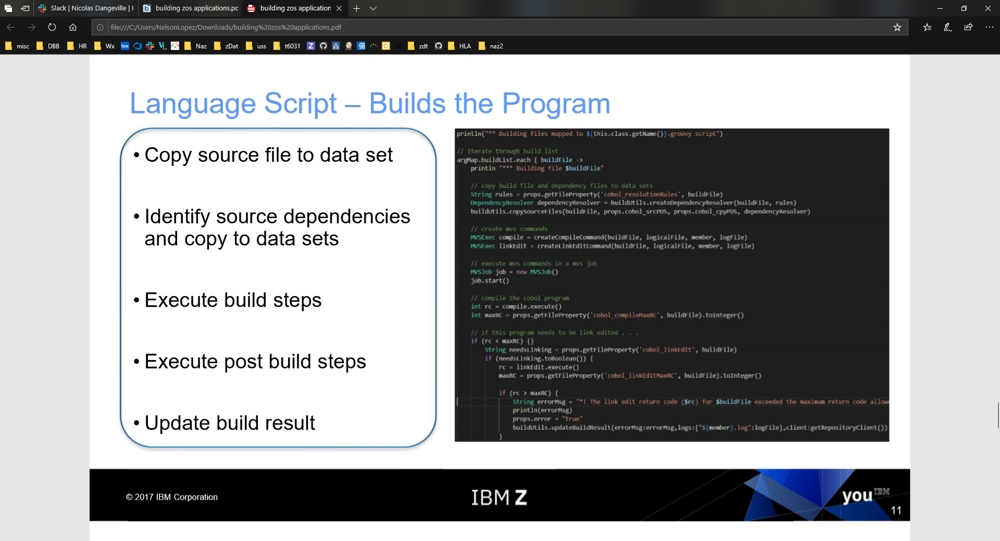 Slack | Nicolas Dangeville | I
building zos applications.pc
building zos application
file:///C:/Users/NelsonLopez/Downloads/building%20zos%20applications.pdf
misc DBB HR Wx box Naz zDat uss t6031 Z zdt HLA naz2
Language Script – Builds the Program
• Copy source file to data set
• Identify source dependencies
and copy to data sets
• Execute build steps
• Execute post build steps
• Update build result
println("** Building files mapped to ${this.class.getName()}.groovy script")
// iterate through build list
argMap.buildList.each { buildFile ->
println "*** Building file $buildFile"
// copy build file and dependency files to data sets
String rules = props.getFileProperty('cobol_resolutionRules', buildFile)
DependencyResolver dependencyResolver = buildUtils.createDependencyResolver(buildFile, rules)
buildUtils.copySourceFiles(buildFile, props.cobol_srcPDS, props.cobol_cpyPDS, dependencyResolver)
// create mvs commands
MVSExec compile = createCompileCommand(buildFile, logicalFile, member, logFile)
MVSExec linkEdit = createLinkEditCommand(buildFile, logicalFile, member, logFile)
// execute mvs commands in a mvs job
MVSJob job = new MVSJob()
job.start()
// compile the cobol program
int rc = compile.execute()
int maxRC = props.getFileProperty('cobol_compileMaxRC', buildFile).toInteger()
// if this program needs to be link edited . . .
if (rc < maxRC) {}
String needsLinking = props.getFileProperty('cobol_linkEdit', buildFile)
if (needsLinking.toBoolean()) {
rc = linkEdit.execute()
maxRC = props.getFileProperty('cobol_linkEditMaxRC', buildFile).toInteger()
if (rc > maxRC) {
String errorMsg = "*! The link edit return code ($rc) for $buildFile exceeded the maximum return code allowe
println(errorMsg)
props.error = "true"
buildUtils.updateBuildResult(errorMsg:errorMsg,logs:["${member}.log":logFile],client:getRepositoryClient())
}
© 2017 IBM Corporation
IBM Z
you IBM
11